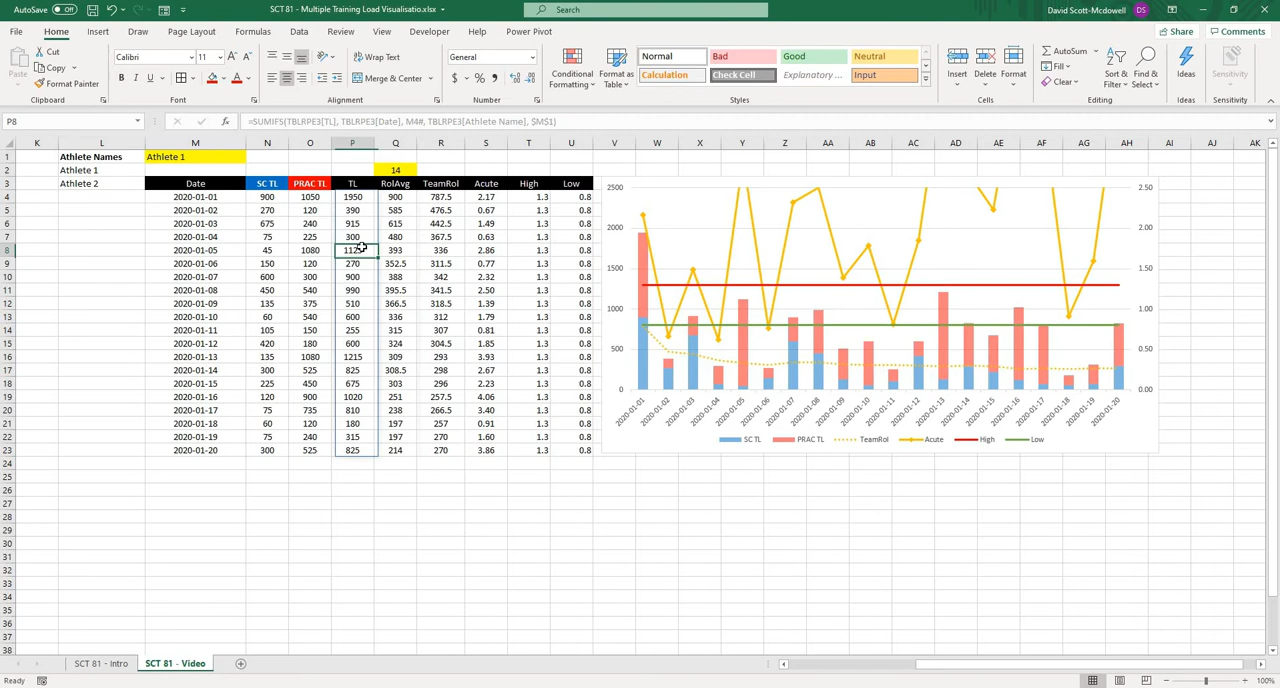 AutoSave Off SCT 81 - Multiple Training Load Visualisatio.xlsx Search David Scott-Mcdowell DS
File Home Insert Draw Page Layout Formulas Data Review View Developer Help Power Pivot Share Comments
Paste Cut Copy Format Painter Clipboard
Calibri 11 B I U A A A Font
Wrap Text Merge & Center Alignment
General $ % Number
Conditional Formatting Format as Table
Normal Bad Good Neutral
Calculation Check Cell Explanatory ... Input
Styles
Insert Delete Format Cells
AutoSum Fill Clear Sort & Filter Find & Select Editing
Ideas Ideas
Sensitivity Sensitivity
P8 fx =SUMIFS(TBLRPE3[TL], TBLRPE3[Date], M4#, TBLRPE3[Athlete Name], $M$1)
K L M N O P Q R S T U V W X Y Z AA AB AC AD AE AF AG AH AI AJ AK
1 Athlete Names Athlete 1
2 Athlete 1 14
3 Athlete 2 Date SC TL PRAC TL TL RolAvg TeamRol Acute High Low
4 2020-01-01 900 1050 1950 900 787.5 2.17 1.3 0.8
5 2020-01-02 270 120 390 585 476.5 0.67 1.3 0.8
6 2020-01-03 675 240 915 615 442.5 1.49 1.3 0.8
7 2020-01-04 75 225 300 480 367.5 0.63 1.3 0.8
8 2020-01-05 45 1080 1125 393 336 2.86 1.3 0.8
9 2020-01-06 150 120 270 352.5 311.5 0.77 1.3 0.8
10 2020-01-07 600 300 900 388 342 2.32 1.3 0.8
11 2020-01-08 450 540 990 395.5 341.5 2.50 1.3 0.8
12 2020-01-09 135 375 510 366.5 318.5 1.39 1.3 0.8
13 2020-01-10 60 540 600 336 312 1.79 1.3 0.8
14 2020-01-11 105 150 255 315 307 0.81 1.3 0.8
15 2020-01-12 420 180 600 324 304.5 1.85 1.3 0.8
16 2020-01-13 135 1080 1215 309 293 3.93 1.3 0.8
17 2020-01-14 300 525 825 308.5 298 2.67 1.3 0.8
18 2020-01-15 225 450 303 296 2.23 1.3 0.8
19 2020-01-16 120 900 1020 251 257.5 4.06 1.3 0.8
20 2020-01-17 75 735 810 238 266.5 3.40 1.3 0.8
21 2020-01-18 60 120 180 197 257 0.91 1.3 0.8
22 2020-01-19 75 240 315 197 270 1.60 1.3 0.8
23 2020-01-20 300 525 825 214 270 3.86 1.3 0.8
24
25
26
27
28
29
30
31
32
33
34
35
36
37
38
2500 2.50
2000 2.00
1500 1.50
1000 1.00
500 0.50
0 0.00
2020-01-01 2020-01-02 2020-01-03 2020-01-04 2020-01-05 2020-01-06 2020-01-07 2020-01-08 2020-01-09 2020-01-10 2020-01-11 2020-01-12 2020-01-13 2020-01-14 2020-01-15 2020-01-16 2020-01-17 2020-01-18 2020-01-19 2020-01-20
SC TL PRAC TL TeamRol Acute High Low
SCT 81 - Intro SCT 81 - Video
Ready 100%